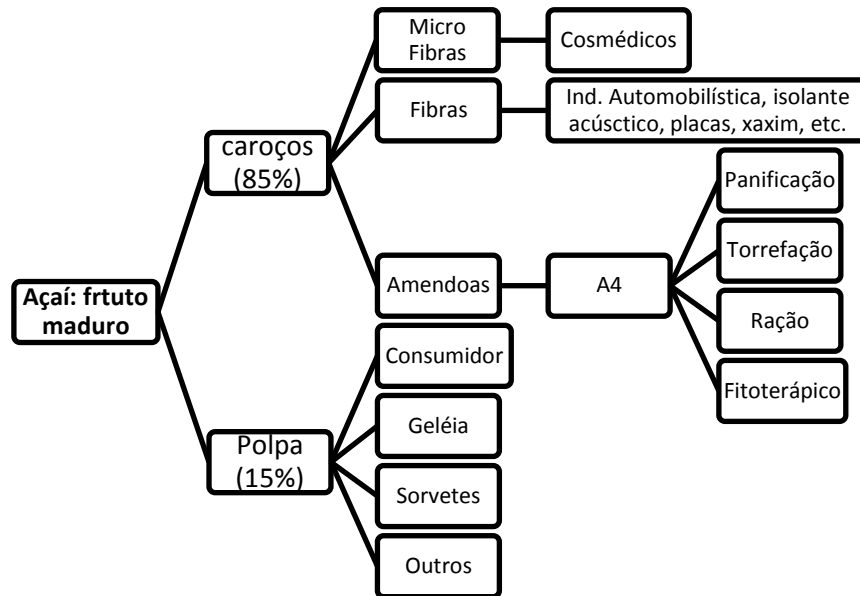 Micro
Fibras
Cosmédicos
Fibras
Ind. Automobilística, isolante
acúsctico, placas, xaxim, etc.
caroços
(85%)
Panificação
Torrefação
Açaí: frtuto
maduro
Amendoas
A4
Ração
Consumidor
Fitoterápico
Geléia
Polpa
(15%)
Sorvetes
Outros